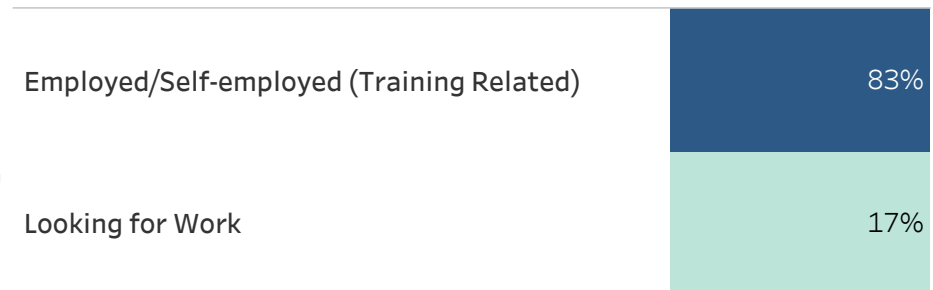 Employed/Self-employed (Training Related) 83%
Looking for Work 17%